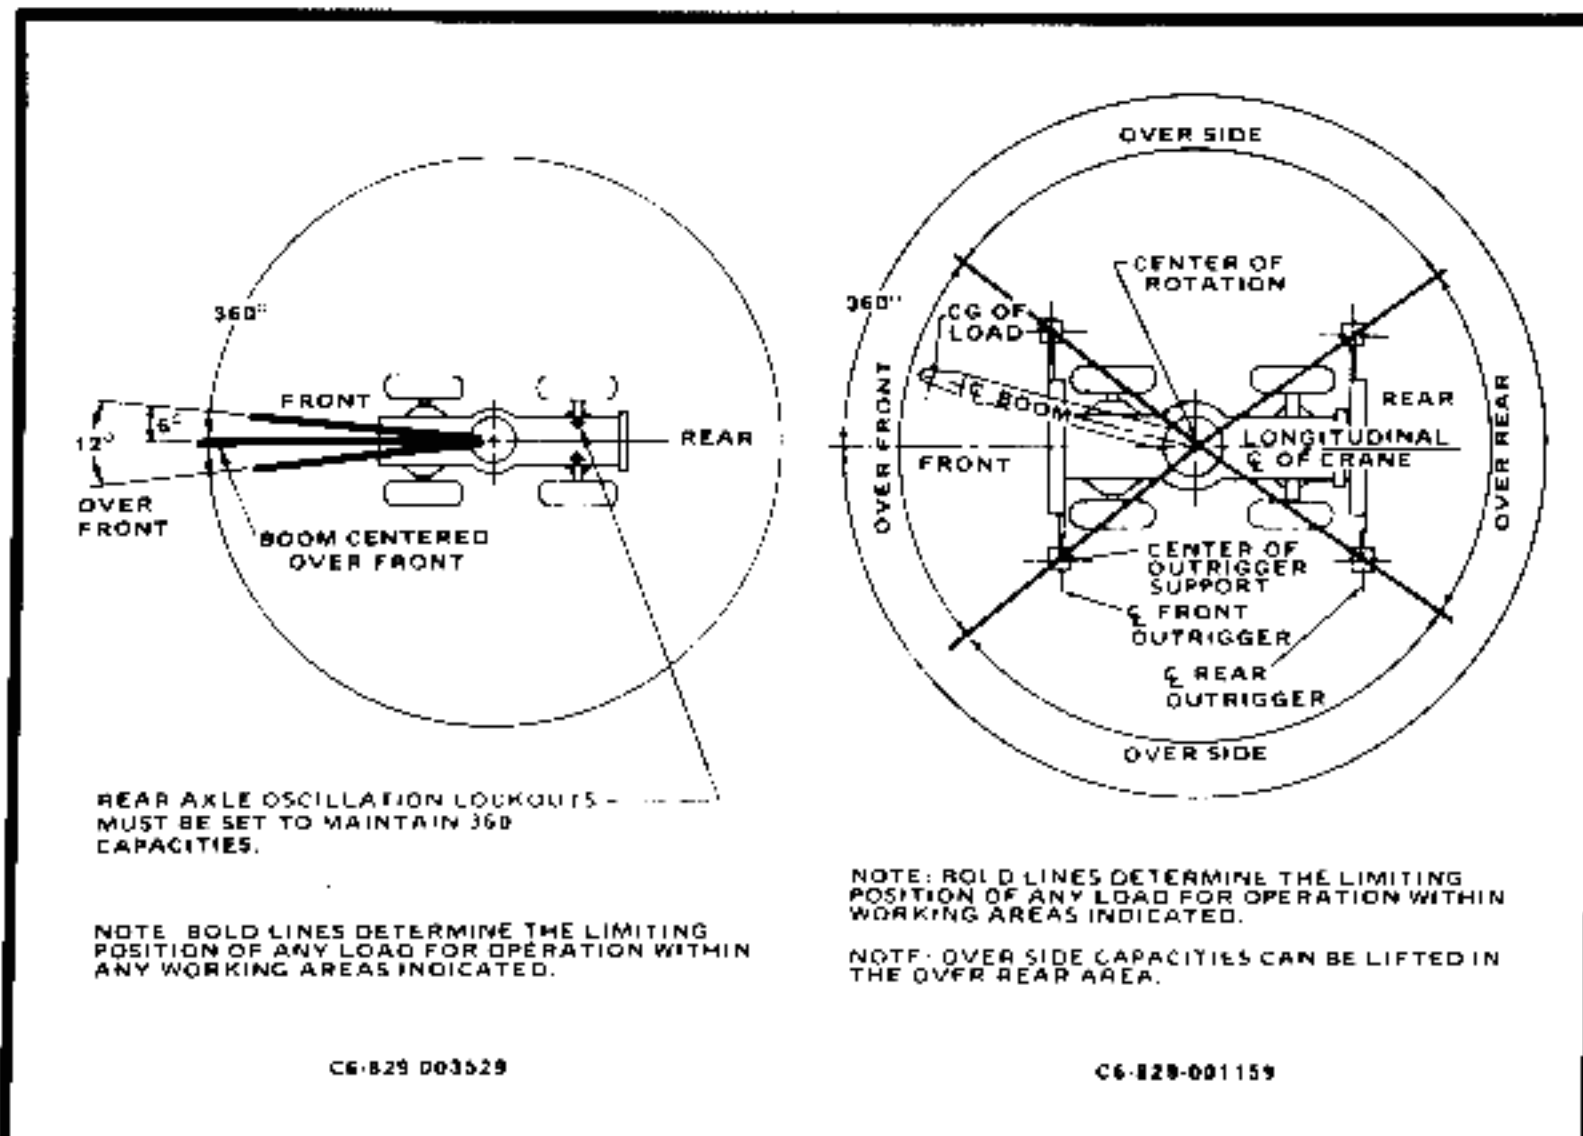 360°
FRONT
6°
12°
REAR
OVER
FRONT
BOOM CENTERED
OVER FRONT
REAR AXLE OSCILLATION LOCKOUTS
MUST BE SET TO MAINTAIN 360
CAPACITIES.
NOTE BOLD LINES DETERMINE THE LIMITING
POSITION OF ANY LOAD FOR OPERATION WITHIN
ANY WORKING AREAS INDICATED.
C6-829 003529
OVER SIDE
CENTER OF
ROTATION
360°
CG OF
LOAD
℄ BOOM
OVER FRONT
FRONT
REAR
OVER REAR
LONGITUDINAL
℄ OF CRANE
CENTER OF
OUTRIGGER
SUPPORT
℄ FRONT
OUTRIGGER
℄ REAR
OUTRIGGER
OVER SIDE
NOTE: BOLD LINES DETERMINE THE LIMITING
POSITION OF ANY LOAD FOR OPERATION WITHIN
WORKING AREAS INDICATED.
NOTE: OVER SIDE CAPACITIES CAN BE LIFTED IN
THE OVER REAR AREA.
C6-829-001159